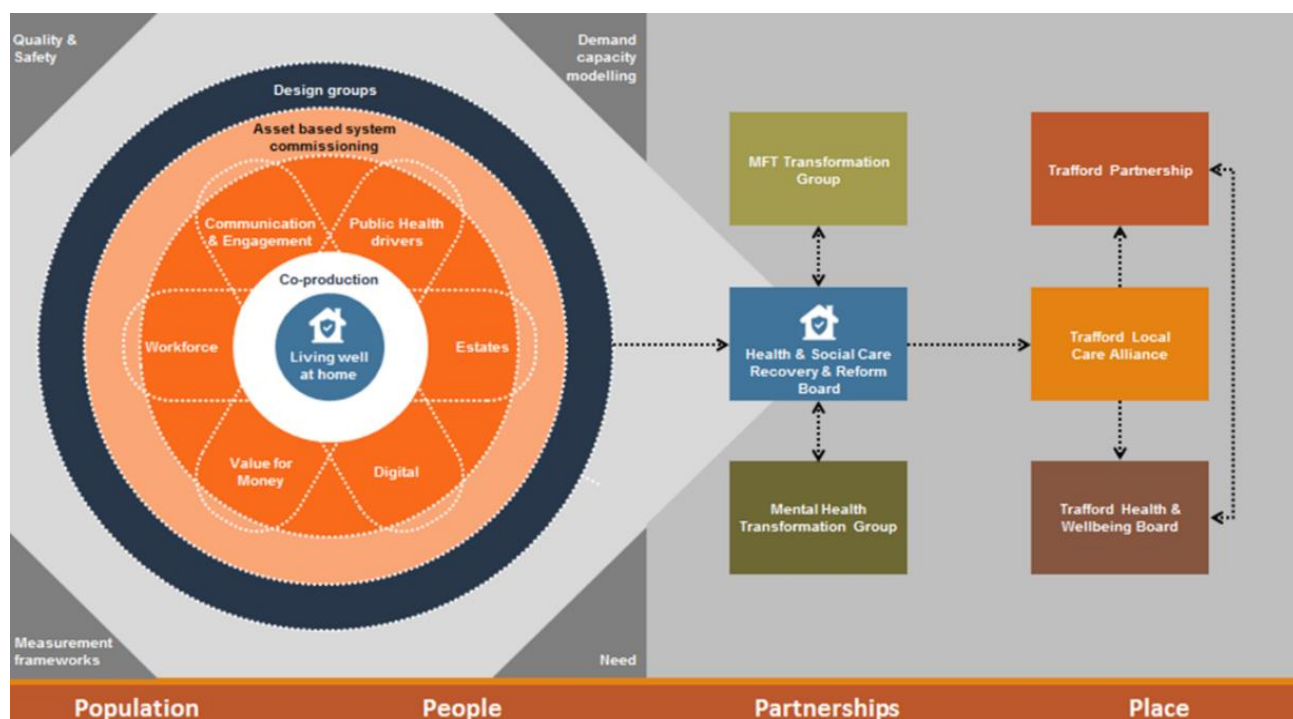 Quality &
Safety
Demand
capacity
modelling
Design groups
Asset based system
commissioning
Communication
& Engagement
Public Health
drivers
Co-production
Workforce
Living well
at home
Estates
Value for
Money
Digital
Measurement
frameworks
Need
MFT Transformation
Group
Trafford Partnership
Health & Social Care
Recovery & Reform
Board
Trafford Local
Care Alliance
Mental Health
Transformation Group
Trafford Health &
Wellbeing Board
Population
People
Partnerships
Place